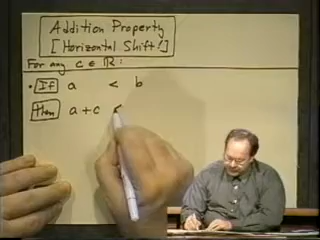 Addition Property
[Horizontal Shift!]
For any c ∈ ℝ:
• If a < b
Then a + c <